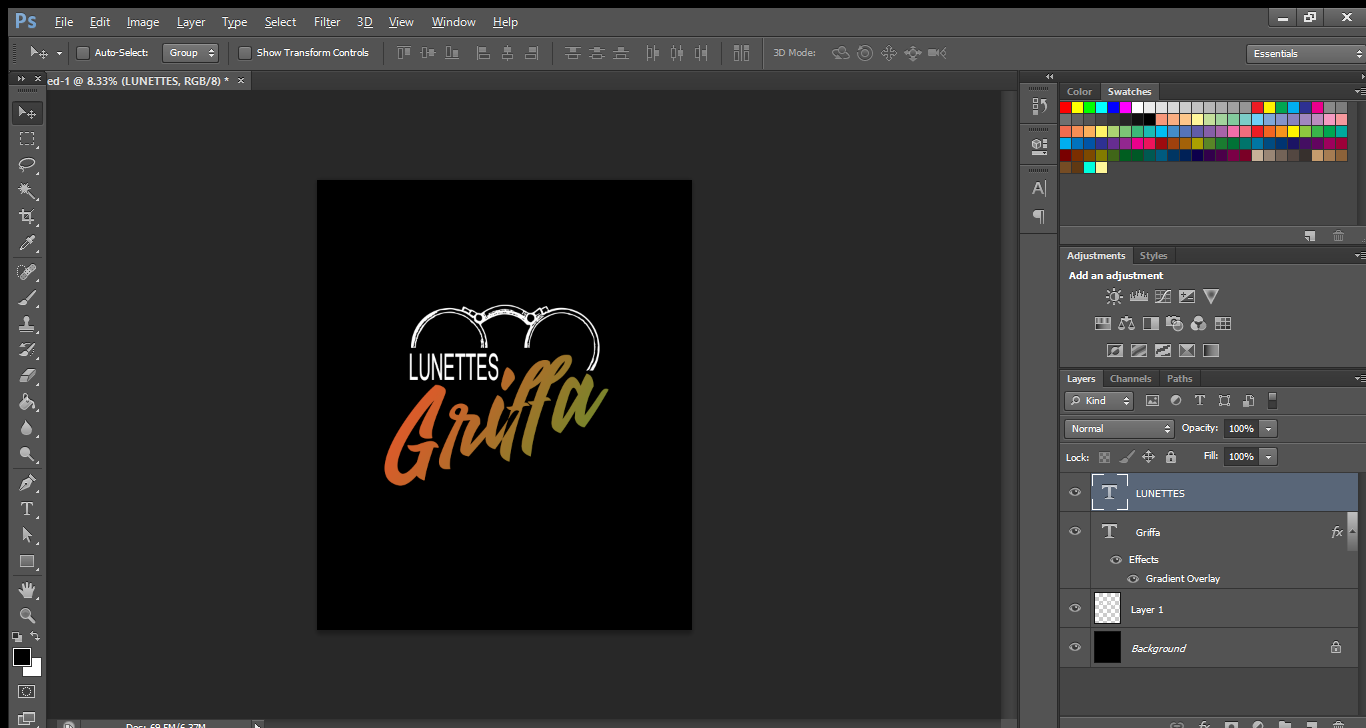 Ps File Edit Image Layer Type Select Filter 3D View Window Help
Auto-Select: Group Show Transform Controls 3D Mode: Essentials
ed-1 @ 8.33% (LUNETTES, RGB/8) * ×
Color Swatches
A
Adjustments Styles
Add an adjustment
LUNETTES
Griffa
Layers Channels Paths
Kind T
Normal Opacity: 100%
Lock: Fill: 100%
T LUNETTES
T Griffa fx
Effects
Gradient Overlay
Layer 1
Background
T
Doc: 69.5M/6.37M
fx